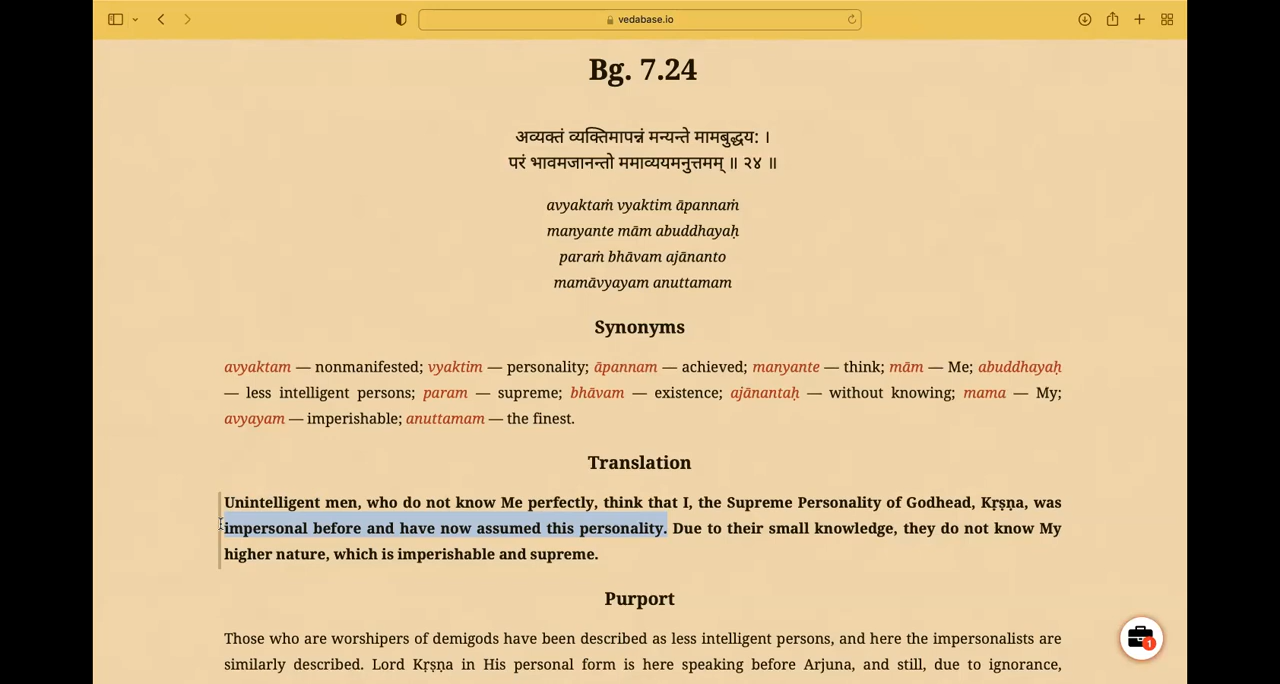 vedabase.io
Bg. 7.24
अव्यक्तं व्यक्तिमापन्नं मन्यन्ते मामबुद्धय: ।
परं भावमजानन्तो ममाव्ययमनुत्तमम् ॥ २४ ॥
avyaktaṁ vyaktim āpannaṁ
manyante mām abuddhayaḥ
paraṁ bhāvam ajānanto
mamāvyayam anuttamam
Synonyms
avyaktam — nonmanifested; vyaktim — personality; āpannam — achieved; manyante — think; mām — Me; abuddhayaḥ
— less intelligent persons; param — supreme; bhāvam — existence; ajānantaḥ — without knowing; mama — My;
avyayam — imperishable; anuttamam — the finest.
Translation
Unintelligent men, who do not know Me perfectly, think that I, the Supreme Personality of Godhead, Kṛṣṇa, was
impersonal before and have now assumed this personality. Due to their small knowledge, they do not know My
higher nature, which is imperishable and supreme.
Purport
Those who are worshipers of demigods have been described as less intelligent persons, and here the impersonalists are
similarly described. Lord Kṛṣṇa in His personal form is here speaking before Arjuna, and still, due to ignorance,
1